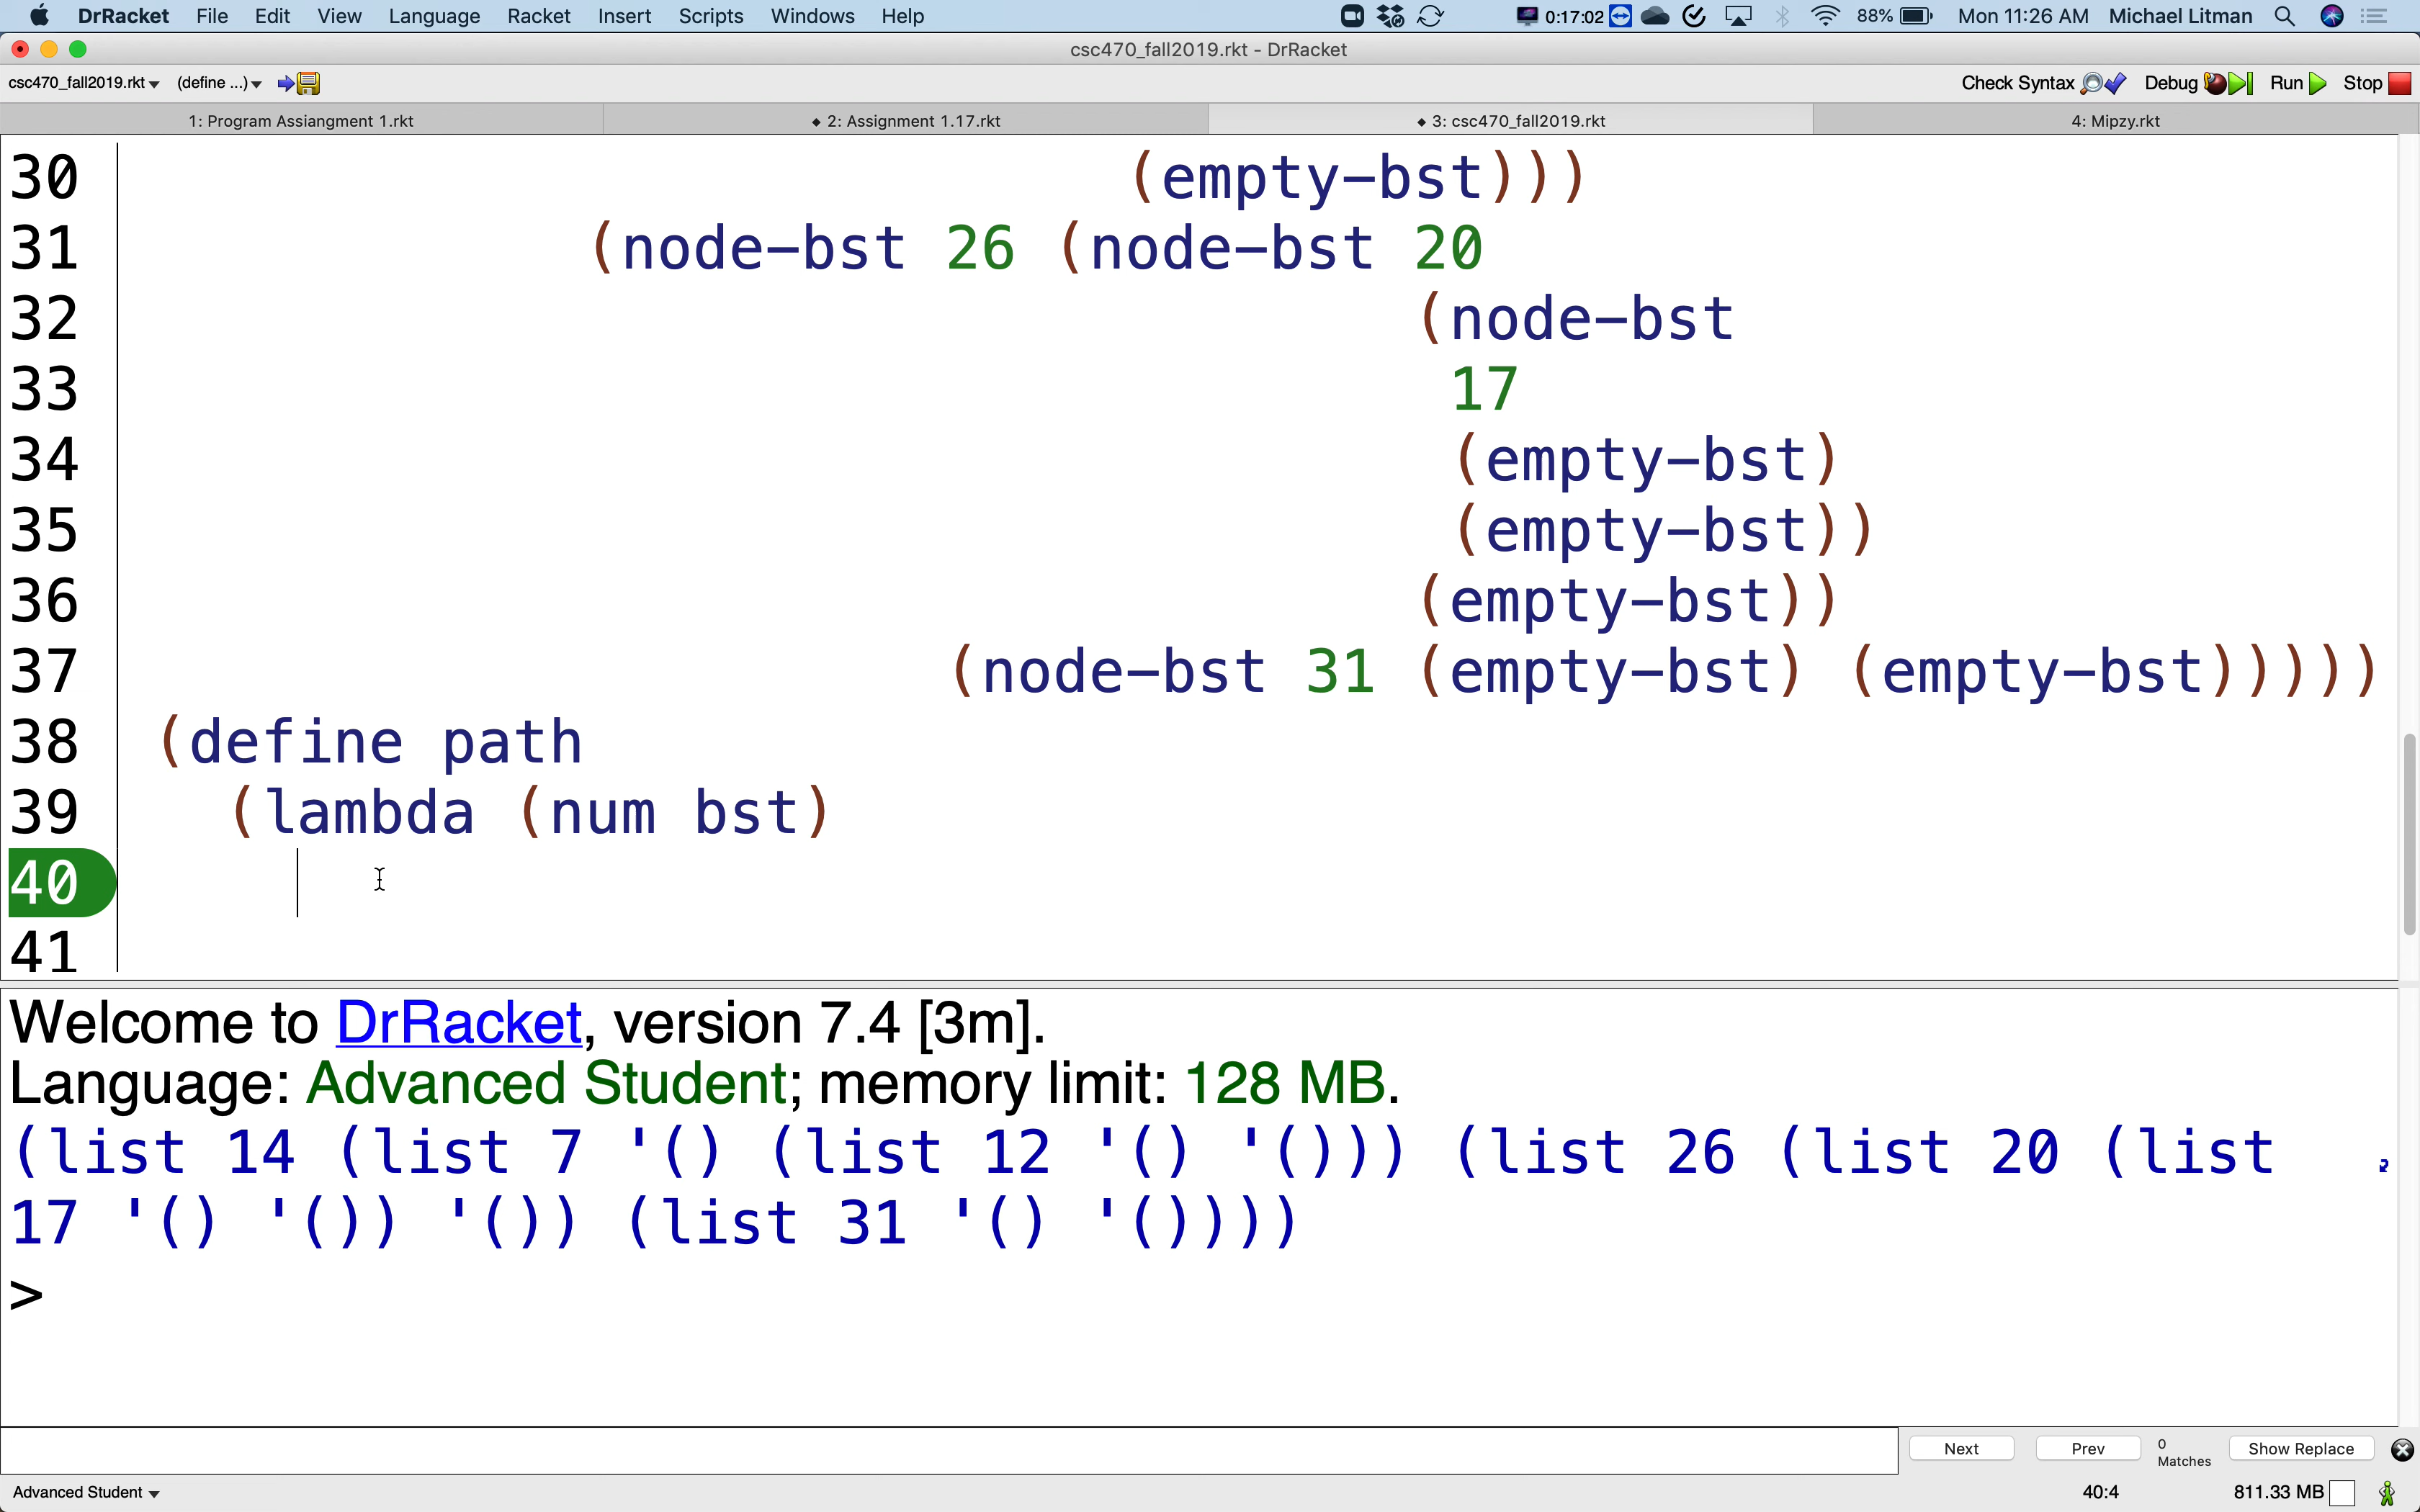 DrRacket File Edit View Language Racket Insert Scripts Windows Help 0:17:02 88% Mon 11:26 AM Michael Litman
csc470_fall2019.rkt - DrRacket
csc470_fall2019.rkt (define ...) Check Syntax Debug Run Stop
1: Program Assiangment 1.rkt 2: Assignment 1.17.rkt 3: csc470_fall2019.rkt 4: Mipzy.rkt
30 (empty-bst)))
31 (node-bst 26 (node-bst 20
32 (node-bst
33 17
34 (empty-bst)
35 (empty-bst))
36 (empty-bst))
37 (node-bst 31 (empty-bst) (empty-bst)))))
38 (define path
39 (lambda (num bst)
40
41
Welcome to DrRacket, version 7.4 [3m].
Language: Advanced Student; memory limit: 128 MB.
(list 14 (list 7 '() (list 12 '() '())) (list 26 (list 20 (list
17 '() '()) '()) (list 31 '() '())))
>
Next Prev 0 Matches Show Replace
Advanced Student 40:4 811.33 MB